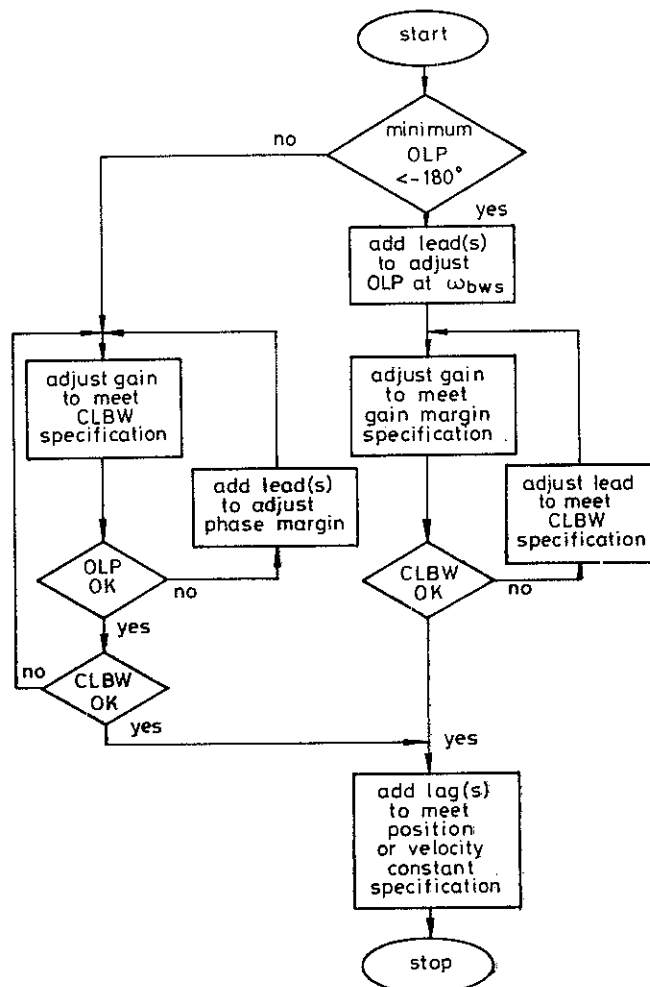 start
minimum
OLP
<-180°
no
yes
add lead(s)
to adjust
OLP at ωbws
adjust gain
to meet
CLBW
specification
adjust gain
to meet
gain margin
specification
add lead(s)
to adjust
phase margin
adjust lead
to meet
CLBW
specification
OLP
OK
no
yes
CLBW
OK
no
no
CLBW
OK
yes
yes
add lag(s)
to meet
position
or velocity
constant
specification
stop